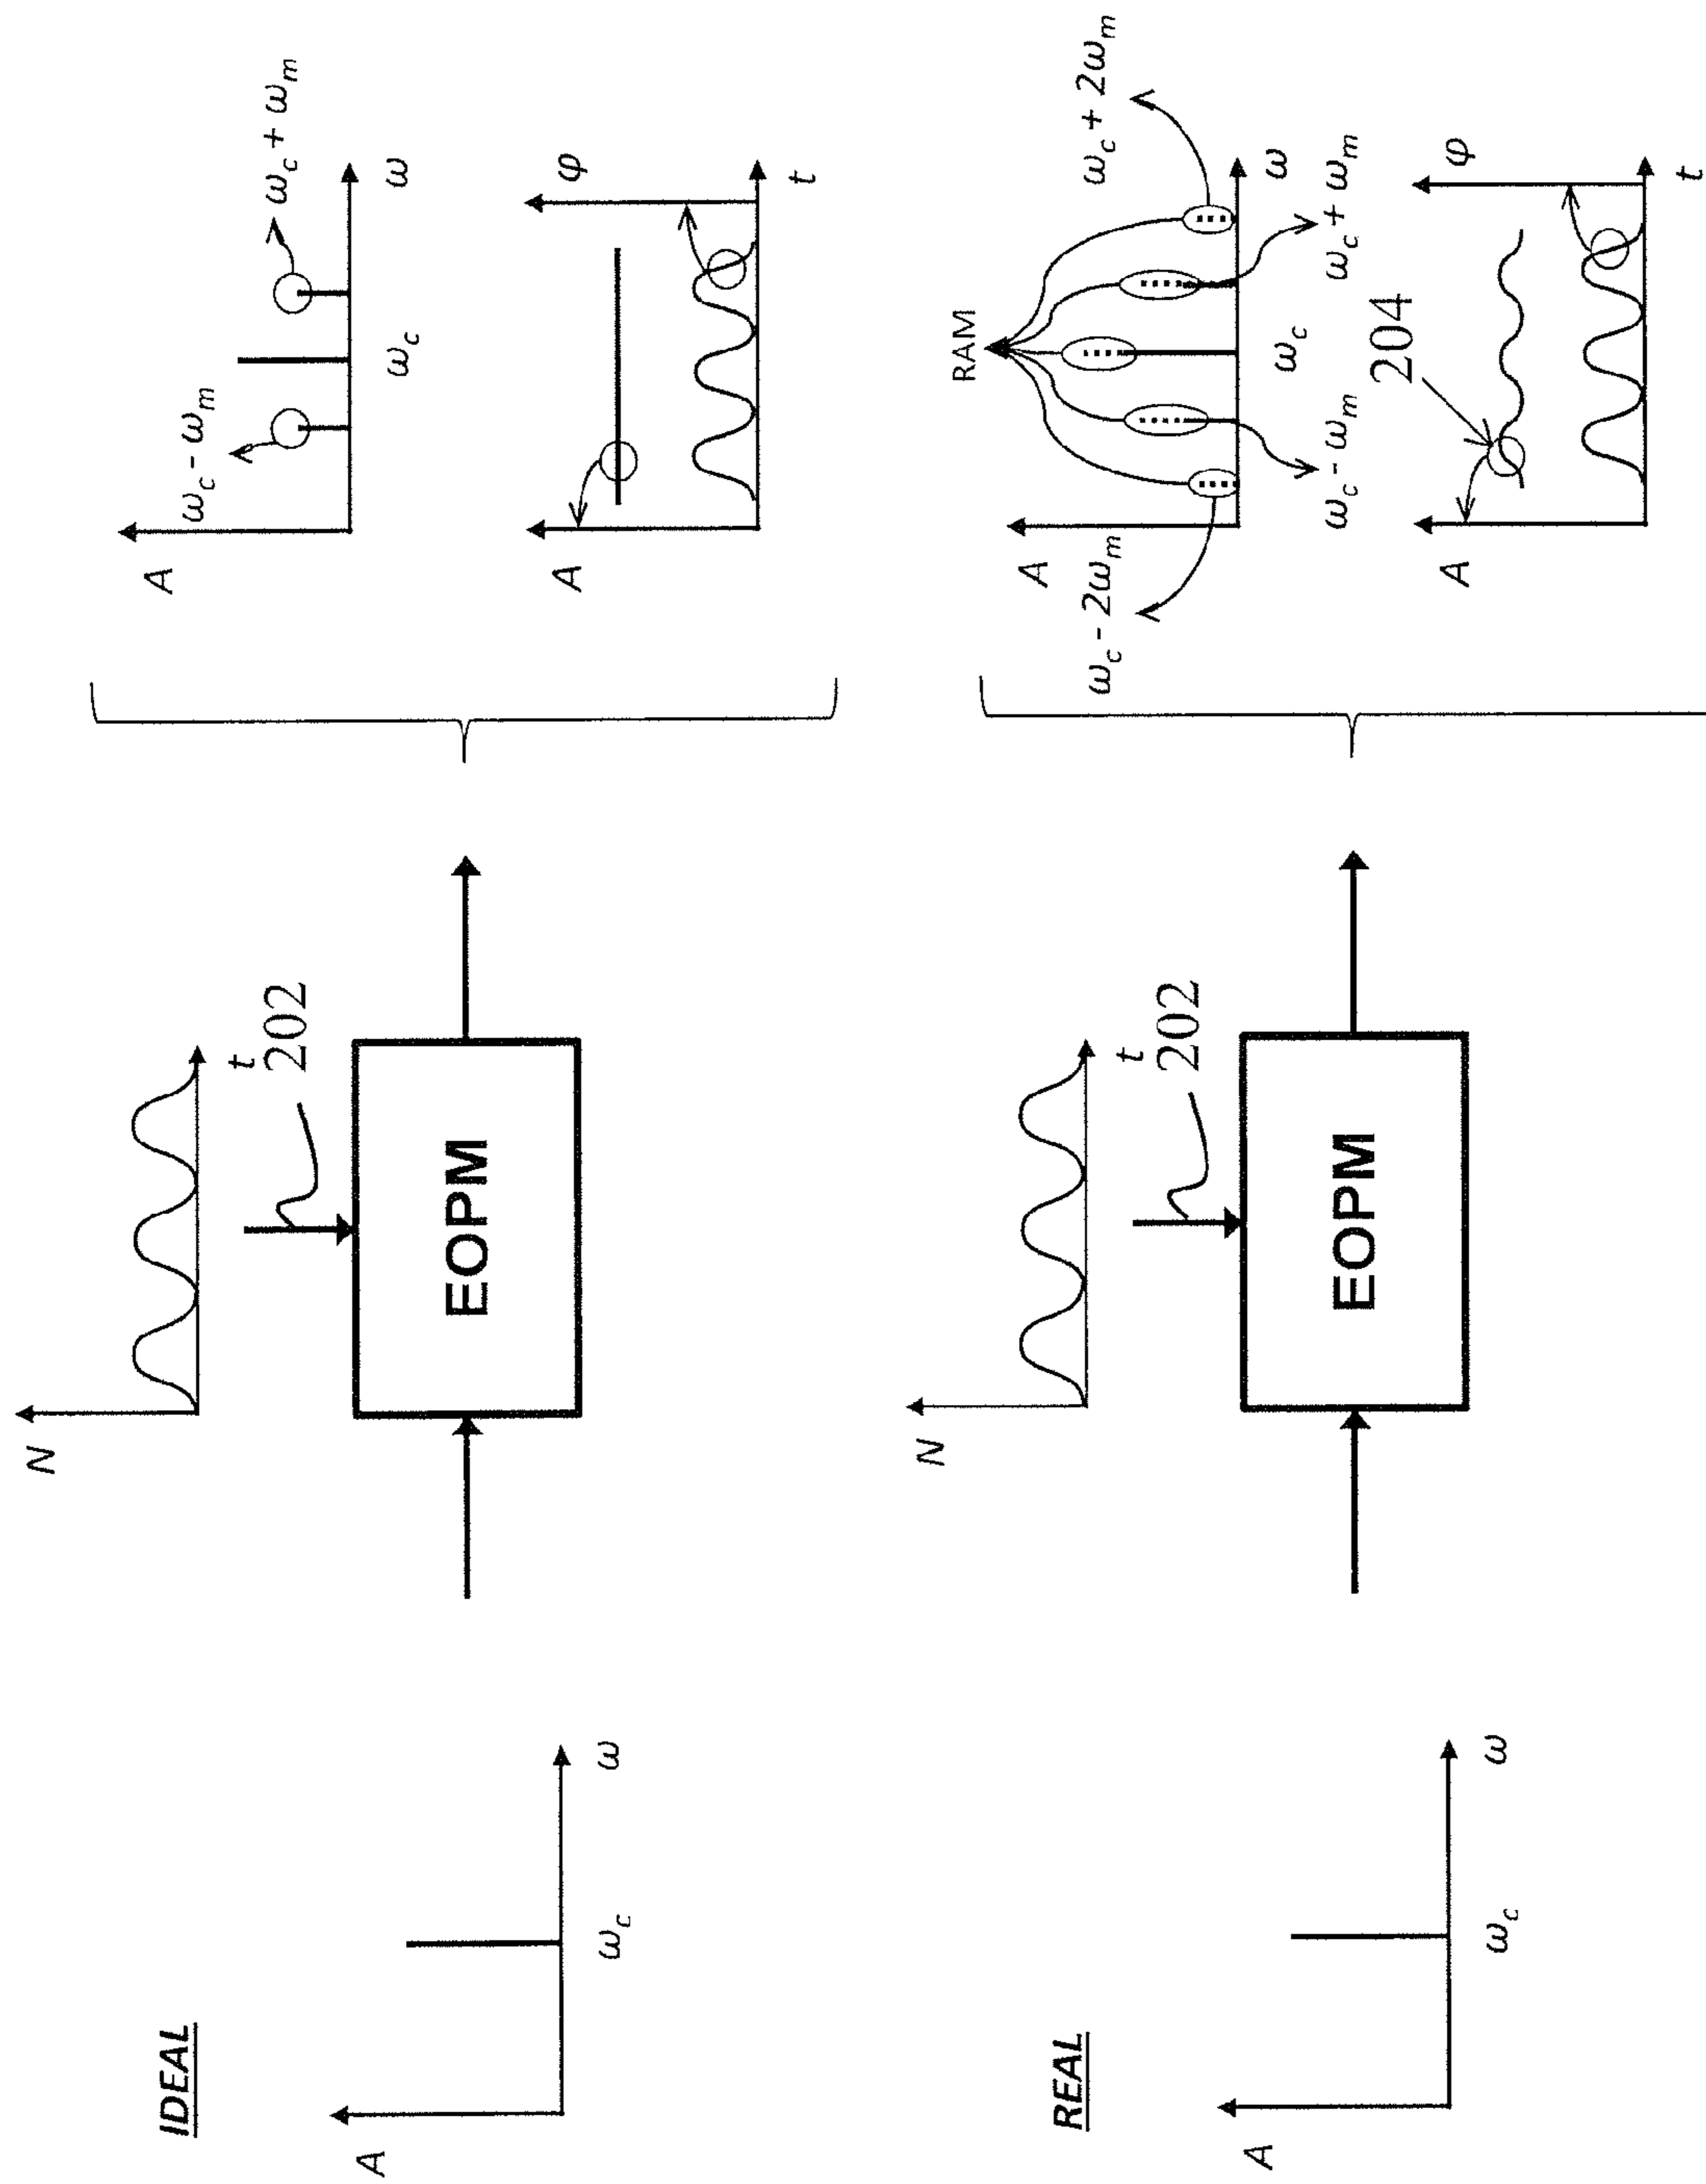 IDEAL
A
ω
ω_c
N
t
202
EOPM
A
ω_c - ω_m
ω_c + ω_m
ω
ω_c
A
φ
t
REAL
A
ω
ω_c
N
t
202
EOPM
RAM
A
ω_c - 2ω_m
ω_c + 2ω_m
ω
ω_c
ω_c - ω_m
ω_c + ω_m
204
A
φ
t